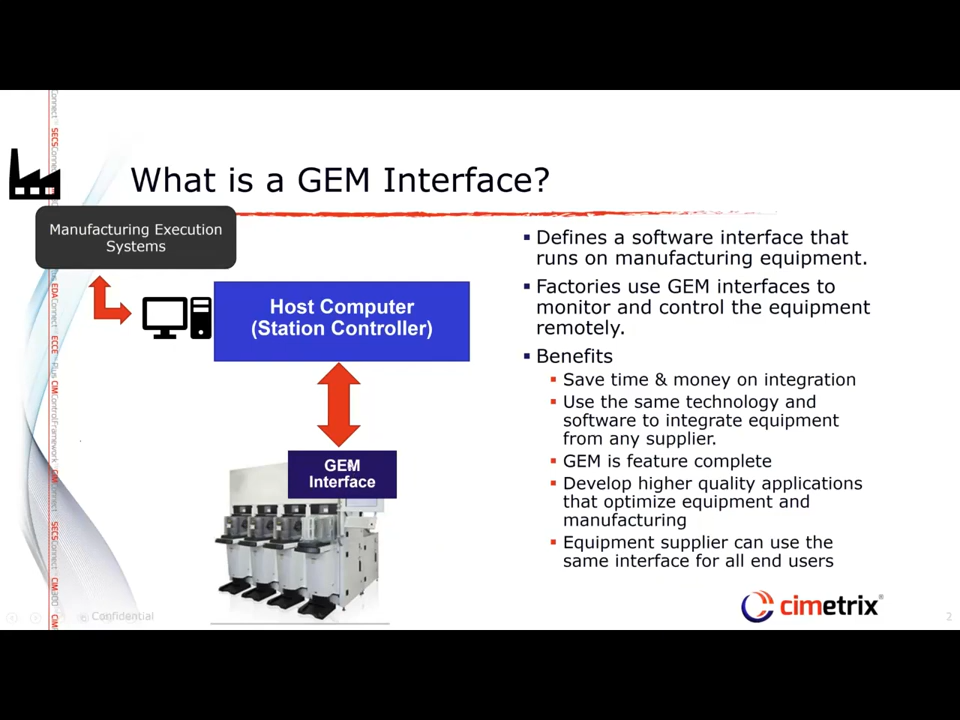 What is a GEM Interface?
Manufacturing Execution
Systems
Host Computer
(Station Controller)
GEM
Interface
Defines a software interface that
runs on manufacturing equipment.
Factories use GEM interfaces to
monitor and control the equipment
remotely.
Benefits
Save time & money on integration
Use the same technology and
software to integrate equipment
from any supplier.
GEM is feature complete
Develop higher quality applications
that optimize equipment and
manufacturing
Equipment supplier can use the
same interface for all end users
Confidential
cimetrix®
2